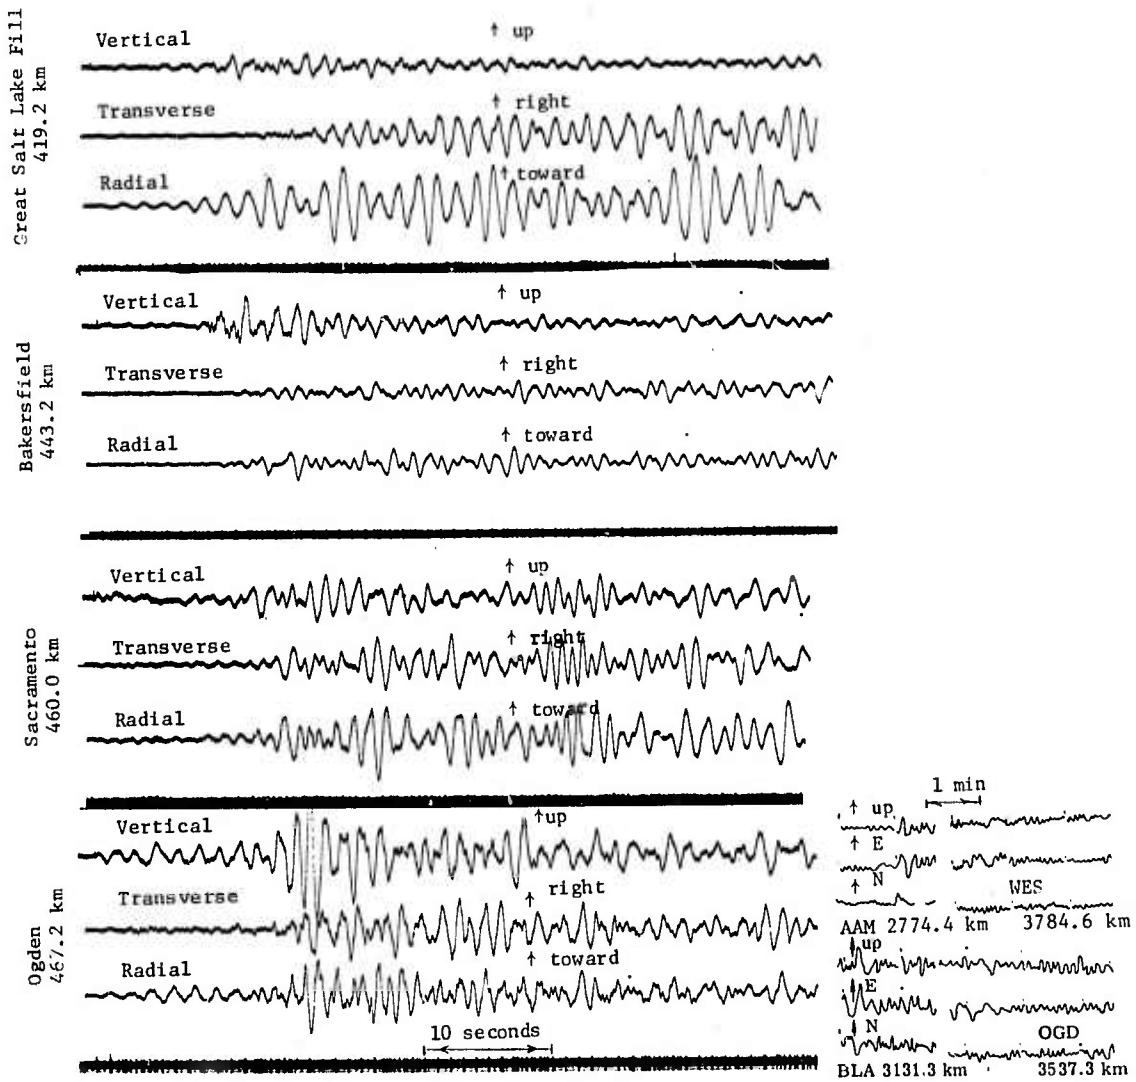 Great Salt Lake Fill
419.2 km
Vertical
↑ up
Transverse
↑ right
Radial
↑ toward
Bakersfield
443.2 km
Vertical
↑ up
Transverse
↑ right
Radial
↑ toward
Sacramento
460.0 km
Vertical
↑ up
Transverse
↑ right
Radial
↑ toward
Ogden
467.2 km
Vertical
↑up
Transverse
↑ right
Radial
↑ toward
10 seconds
1 min
↑ up
↑ E
↑ N
WES
AAM 2774.4 km 3784.6 km
↑up
↑E
↑ N
OGD
BLA 3131.3 km 3537.3 km